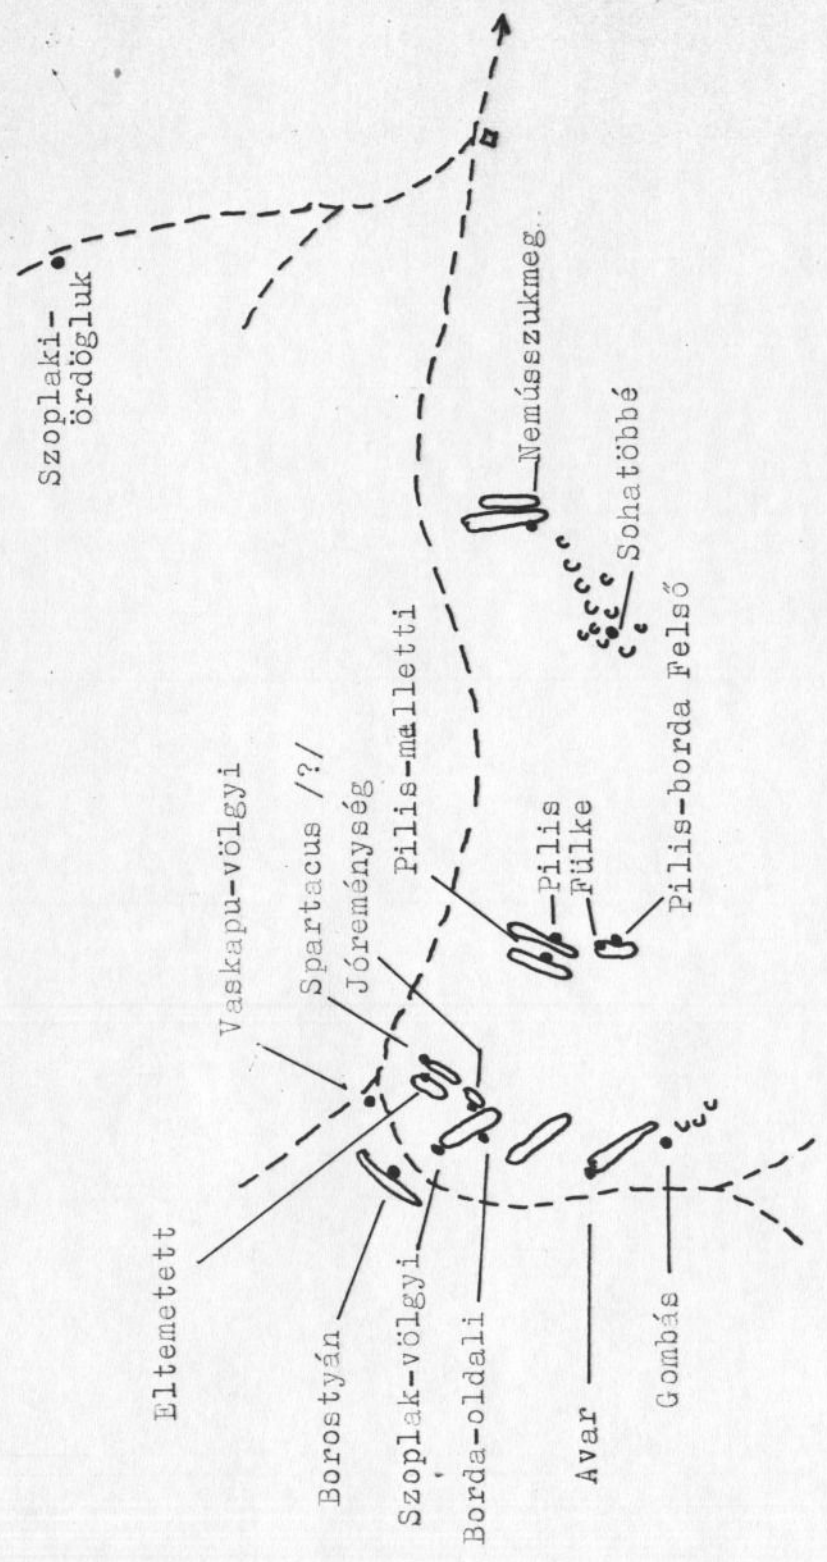 Szoplaki-
ördögluk
Eltemetett
Vaskapu-völgyi
Spartacus /?/
Jóreménység
Borostyán
Pilis-melletti
Szoplak-völgyi
Borda-oldali
Nemússzukmeg
Pilis
Fülke
Avar
Sohatöbbé
Gombás
Pilis-borda Felső